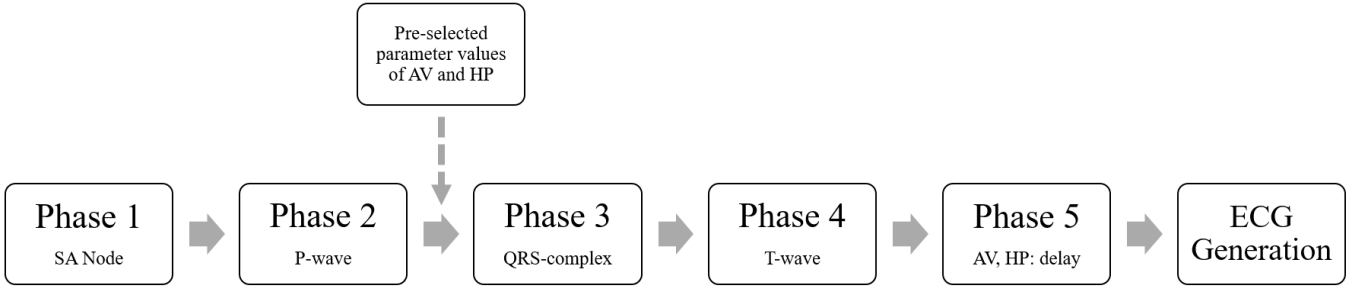 Pre-selected
parameter values
of AV and HP
Phase 1
SA Node
Phase 2
P-wave
Phase 3
QRS-complex
Phase 4
T-wave
Phase 5
AV, HP: delay
ECG
Generation